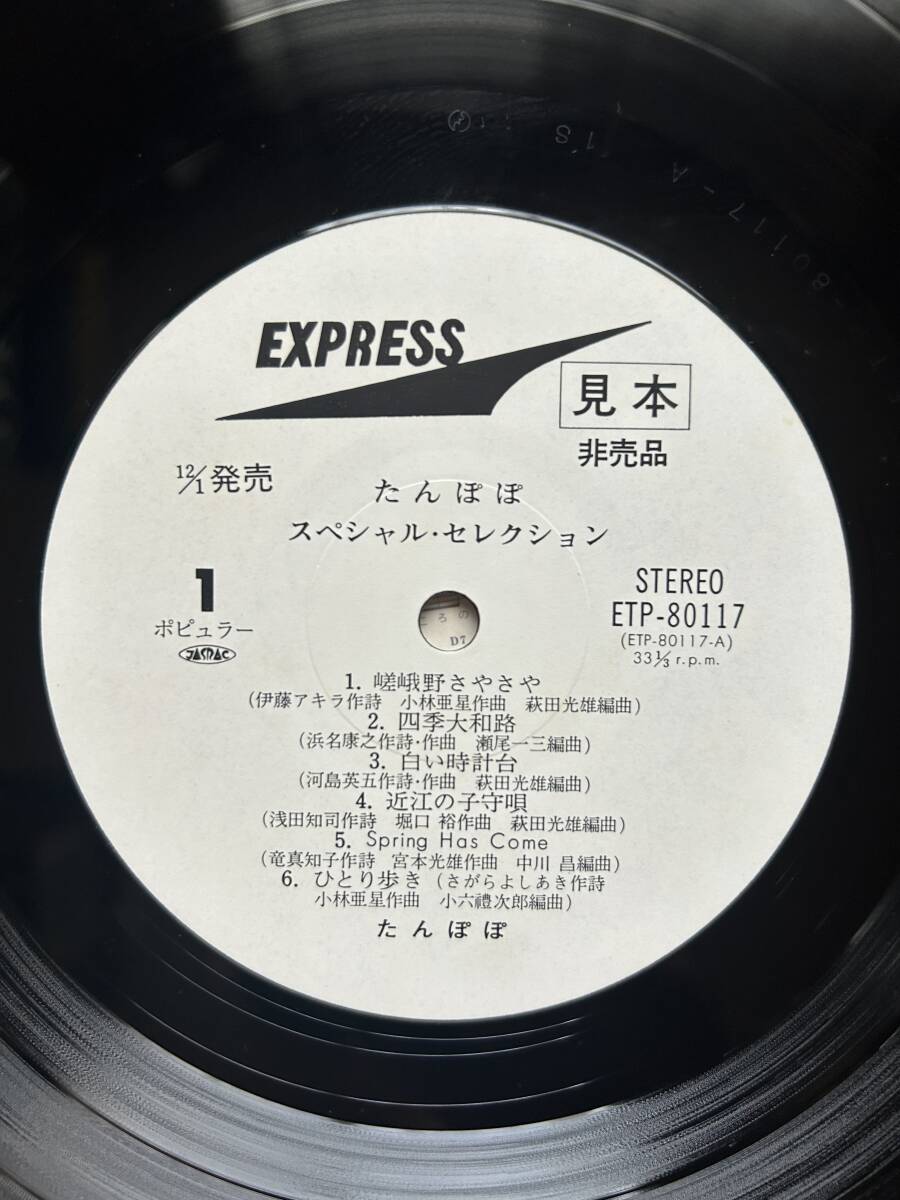 1S
80117-A
EXPRESS
見本
非売品
12/1発売
たんぽぽ
スペシャル・セレクション
1
ポピュラー
JASRAC
STEREO
ETP-80117
(ETP-80117-A)
33⅓ r.p.m.
D7
1. 嵯峨野さやさや
(伊藤アキラ作詩 小林亜星作曲 萩田光雄編曲)
2. 四季大和路
(浜名康之作詩・作曲 瀬尾一三編曲)
3. 白い時計台
(河島英五作詩・作曲 萩田光雄編曲)
4. 近江の子守唄
(浅田知司作詩 堀口 裕作曲 萩田光雄編曲)
5. Spring Has Come
(竜真知子作詩 宮本光雄作曲 中川 昌編曲)
6. ひとり歩き (さがらよしあき作詩
小林亜星作曲 小六禮次郎編曲)
たんぽぽ